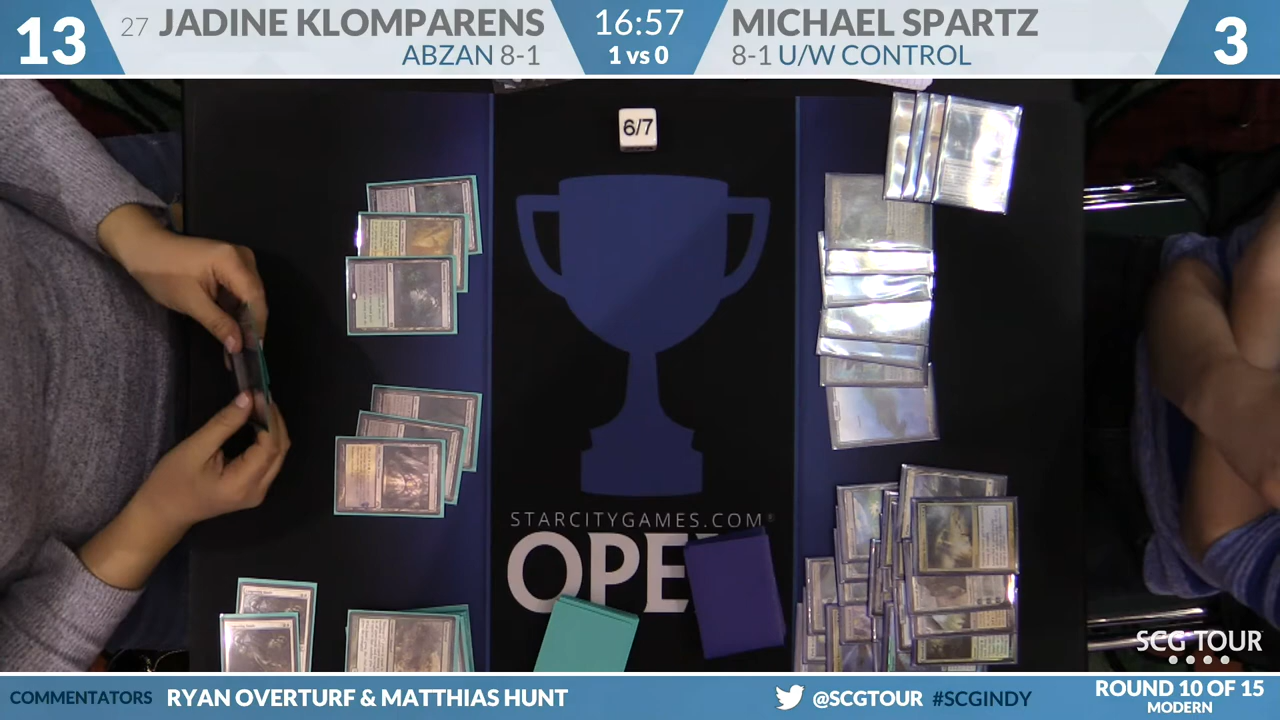 13
27 JADINE KLOMPARENS
ABZAN 8-1
16:57
1 vs 0
MICHAEL SPARTZ
8-1 U/W CONTROL
3
6/7
STARCITYGAMES.COM®
OPE
SCG TOUR
COMMENTATORS RYAN OVERTURF & MATTHIAS HUNT
@SCGTOUR #SCGINDY
ROUND 10 OF 15
MODERN